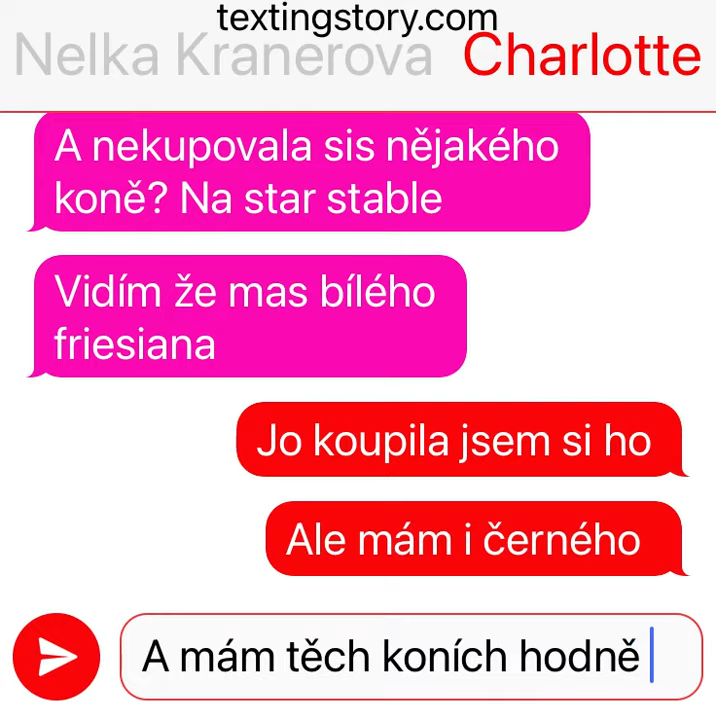 textingstory.com
Nelka Kranerova Charlotte
A nekupovala sis nějakého
koně? Na star stable
Vidím že mas bílého
friesiana
Jo koupila jsem si ho
Ale mám i černého
A mám těch koních hodně